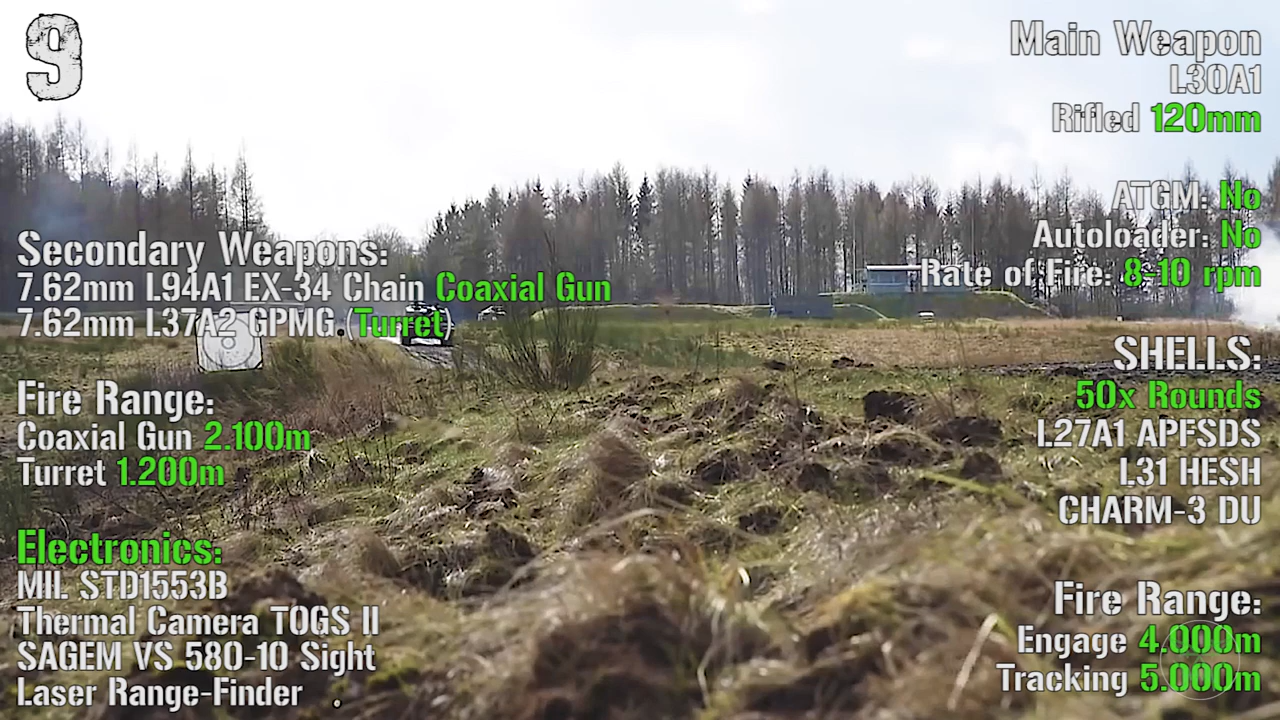 9
Main Weapon
L30A1
Rifled 120mm
ATGM: No
Autoloader: No
Rate of Fire: 8-10 rpm
Secondary Weapons:
7.62mm L94A1 EX-34 Chain Coaxial Gun
7.62mm L37A2 GPMG (Turret)
Fire Range:
Coaxial Gun 2.100m
Turret 1.200m
Electronics:
MIL STD1553B
Thermal Camera TOGS II
SAGEM VS 580-10 Sight
Laser Range-Finder .
SHELLS:
50x Rounds
L27A1 APFSDS
L31 HESH
CHARM-3 DU
Fire Range:
Engage 4.000m
Tracking 5.000m